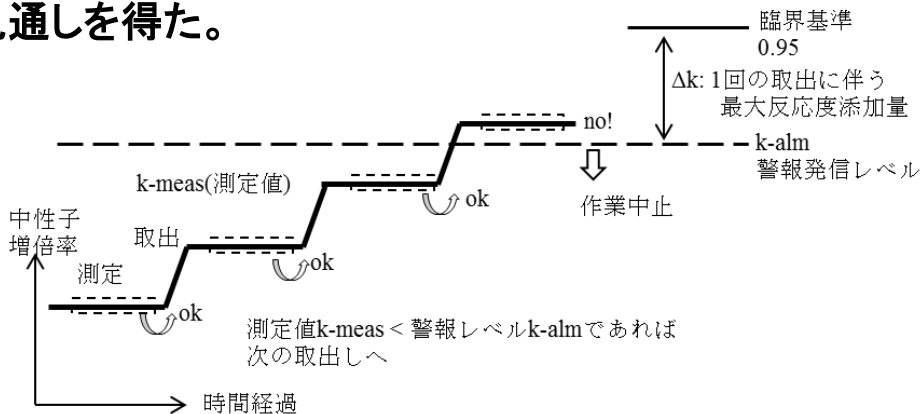 通しを得た。
臨界基準
0.95
Δk: 1回の取出に伴う
最大反応度添加量
no!
k-alm
警報発信レベル
k-meas(測定値)
ok
作業中止
中性子
増倍率
取出
ok
測定
ok
測定値k-meas < 警報レベルk-almであれば
次の取出しへ
時間経過